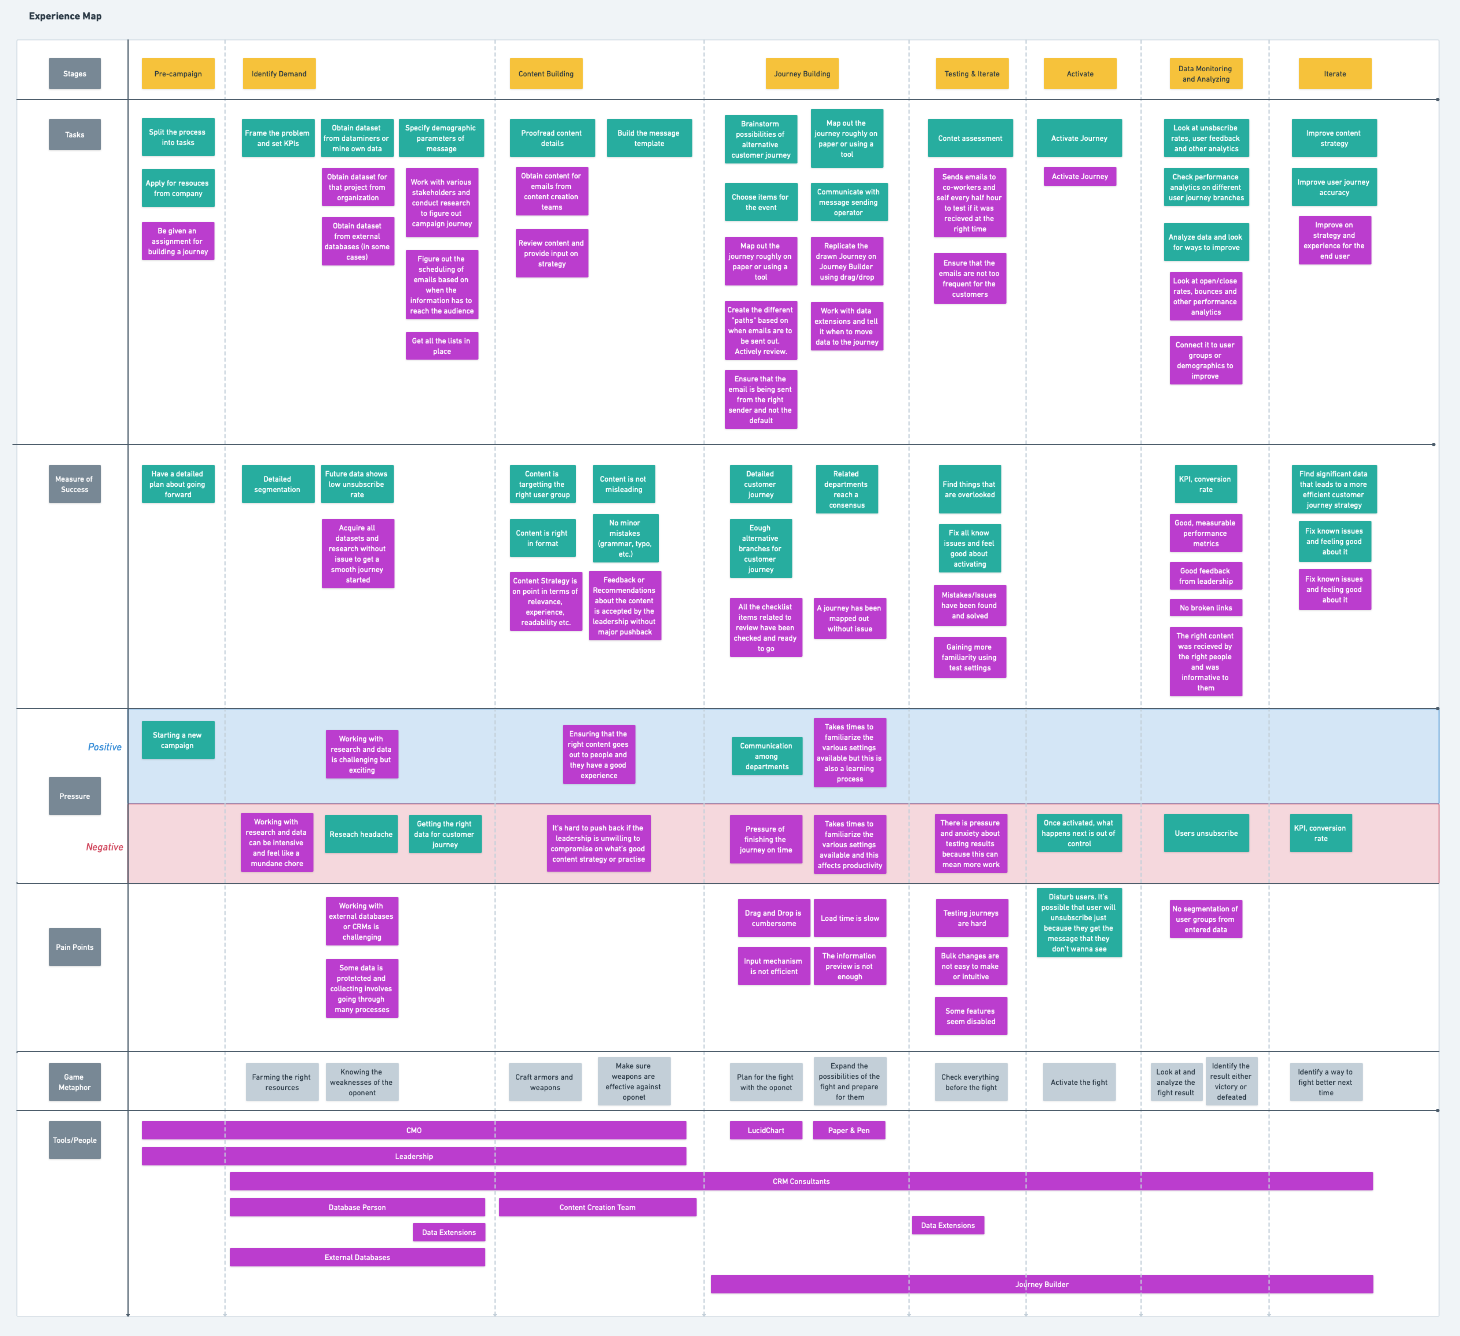 Experience Map
Stages
Pre-campaign
Identify Demand
Content Building
Journey Building
Testing & Iterate
Activate
Data Monitoring
and Analyzing
Iterate
Tasks
Split the process
into tasks
Apply for resouces
from company
Be given an
assignment for
building a journey
Frame the problem
and set KPIs
Obtain dataset
from dataminers or
mine own data
Specify demographic
parameters of
message
Obtain dataset for
that project from
organization
Obtain dataset
from external
databases (in some
cases)
Work with various
stakeholders and
conduct research
to figure out
campaign journey
Figure out the
scheduling of
emails based on
when the
information has to
reach the audience
Get all the lists in
place
Proofread content
details
Build the message
template
Obtain content for
emails from
content creation
teams
Review content and
provide input on
strategy
Brainstorm
possibilities of
alternative
customer journey
Map out the
journey roughly on
paper or using a
tool
Choose items for
the event
Communicate with
message sending
operator
Map out the
journey roughly on
paper or using a
tool
Replicate the
drawn Journey on
Journey Builder
using drag/drop
Create the different
"paths" based on
when emails are to
be sent out.
Actively review.
Work with data
extensions and tell
it when to move
data to the journey
Ensure that the
email is being sent
from the right
sender and not the
default
Contet assessment
Sends emails to
co-workers and
self every half hour
to test if it was
recieved at the
right time
Ensure that the
emails are not too
frequent for the
customers
Activate Journey
Activate Journey
Look at unabscribe
rates, user feedback
and other analytics
Check performance
analytics on different
user journey branches
Analyze data and look
for ways to improve
Look at open/close
rates, bounces and
other performance
analytics
Connect it to user
groups or
demographics to
improve
Improve content
strategy
Improve user journey
accuracy
Improve on
strategy and
experience for the
end user
Measure of
Success
Have a detailed
plan about going
forward
Detailed
segmentation
Future data shows
low unsubscribe
rate
Acquire all
datasets and
research without
issue to get a
smooth journey
started
Content is
targetting the
right user group
Content is not
misleading
Content is right
in format
No minor
mistakes
(grammar, typo,
etc.)
Content Strategy is
on point in terms of
relevance,
experience,
readability etc.
Feedback or
Recommendations
about the content
is accepted by the
leadership without
major pushback
Detailed
customer
journey
Related
departments
reach a
consensus
Eough
alternative
branches for
customer
journey
All the checklist
items related to
review have been
checked and ready
to go
A journey has been
mapped out
without issue
Find things that
are overlooked
Fix all know
issues and feel
good about
activating
Mistakes/Issues
have been found
and solved
Gaining more
familiarity using
test settings
KPI, conversion
rate
Good, measurable
performance
metrics
Good feedback
from leadership
No broken links
The right content
was recieved by
the right people
and was
informative to
them
Find significant data
that leads to a more
efficient customer
journey strategy
Fix known issues
and feeling good
about it
Fix known issues
and feeling good
about it
Positive
Pressure
Negative
Starting a new
campaign
Working with
research and data
is challenging but
exciting
Ensuring that the
right content goes
out to people and
they have a good
experience
Communication
among
departments
Takes times to
familiarize the
various settings
available but this is
also a learning
process
Working with
research and data
can be intensive
and feel like a
mundane chore
Reseach headache
Getting the right
data for customer
journey
It's hard to push back if the
leadership is unwilling to
compromise on what's good
content strategy or practise
Pressure of
finishing the
journey on time
Takes times to
familiarize the
various settings
available and this
affects productivity
There is pressure
and anxiety about
testing results
because this can
mean more work
Once activated, what
happens next is out of
control
Users unsubscribe
KPI, conversion
rate
Pain Points
Working with
external databases
or CRMs is
challenging
Some data is
protetcted and
collecting involves
going through
many processes
Drag and Drop is
cumbersome
Load time is slow
Input mechanism
is not efficient
The information
preview is not
enough
Testing journeys
are hard
Bulk changes are
not easy to make
or intuitive
Some features
seem disabled
Disturb users. It's
possible that user will
unsubscribe just
because they get the
message that they
don't wanna see
No segmentation of
user groups from
entered data
Game
Metaphor
Farming the right
resources
Knowing the
weaknesses of the
oponent
Craft armors and
weapons
Make sure
weapons are
effective against
oponet
Plan for the fight
with the oponet
Expand the
possibilities of the
fight and prepare
for them
Check everything
before the fight
Activate the fight
Look at and
analyze the
fight result
Identify the
result either
victory or
defeated
Identify a way to
fight better next
time
Tools/People
CMO
LucidChart
Paper & Pen
Leadership
CRM Consultants
Database Person
Content Creation Team
Data Extensions
Data Extensions
External Databases
Journey Builder